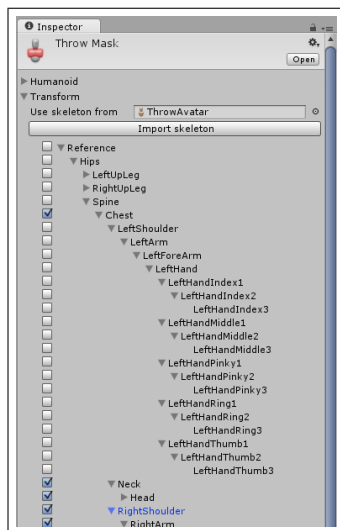 Inspector
Throw Mask
Open
Humanoid
Transform
Use skeleton from ThrowAvatar
Import skeleton
Reference
Hips
LeftUpLeg
RightUpLeg
Spine
Chest
LeftShoulder
LeftArm
LeftForeArm
LeftHand
LeftHandIndex1
LeftHandIndex2
LeftHandIndex3
LeftHandMiddle1
LeftHandMiddle2
LeftHandMiddle3
LeftHandPinky1
LeftHandPinky2
LeftHandPinky3
LeftHandRing1
LeftHandRing2
LeftHandRing3
LeftHandThumb1
LeftHandThumb2
LeftHandThumb3
Neck
Head
RightShoulder
RightArm